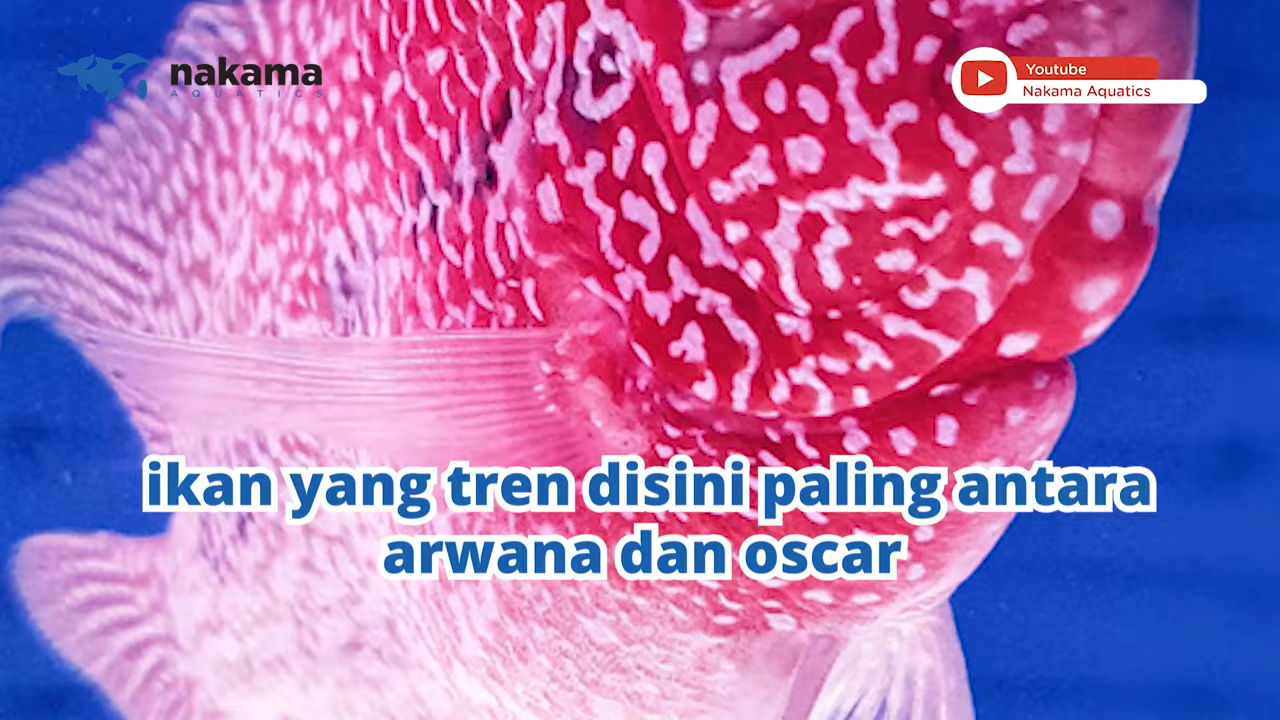 nakama
AQUATICS
Youtube
Nakama Aquatics
ikan yang tren disini paling antara
arwana dan oscar